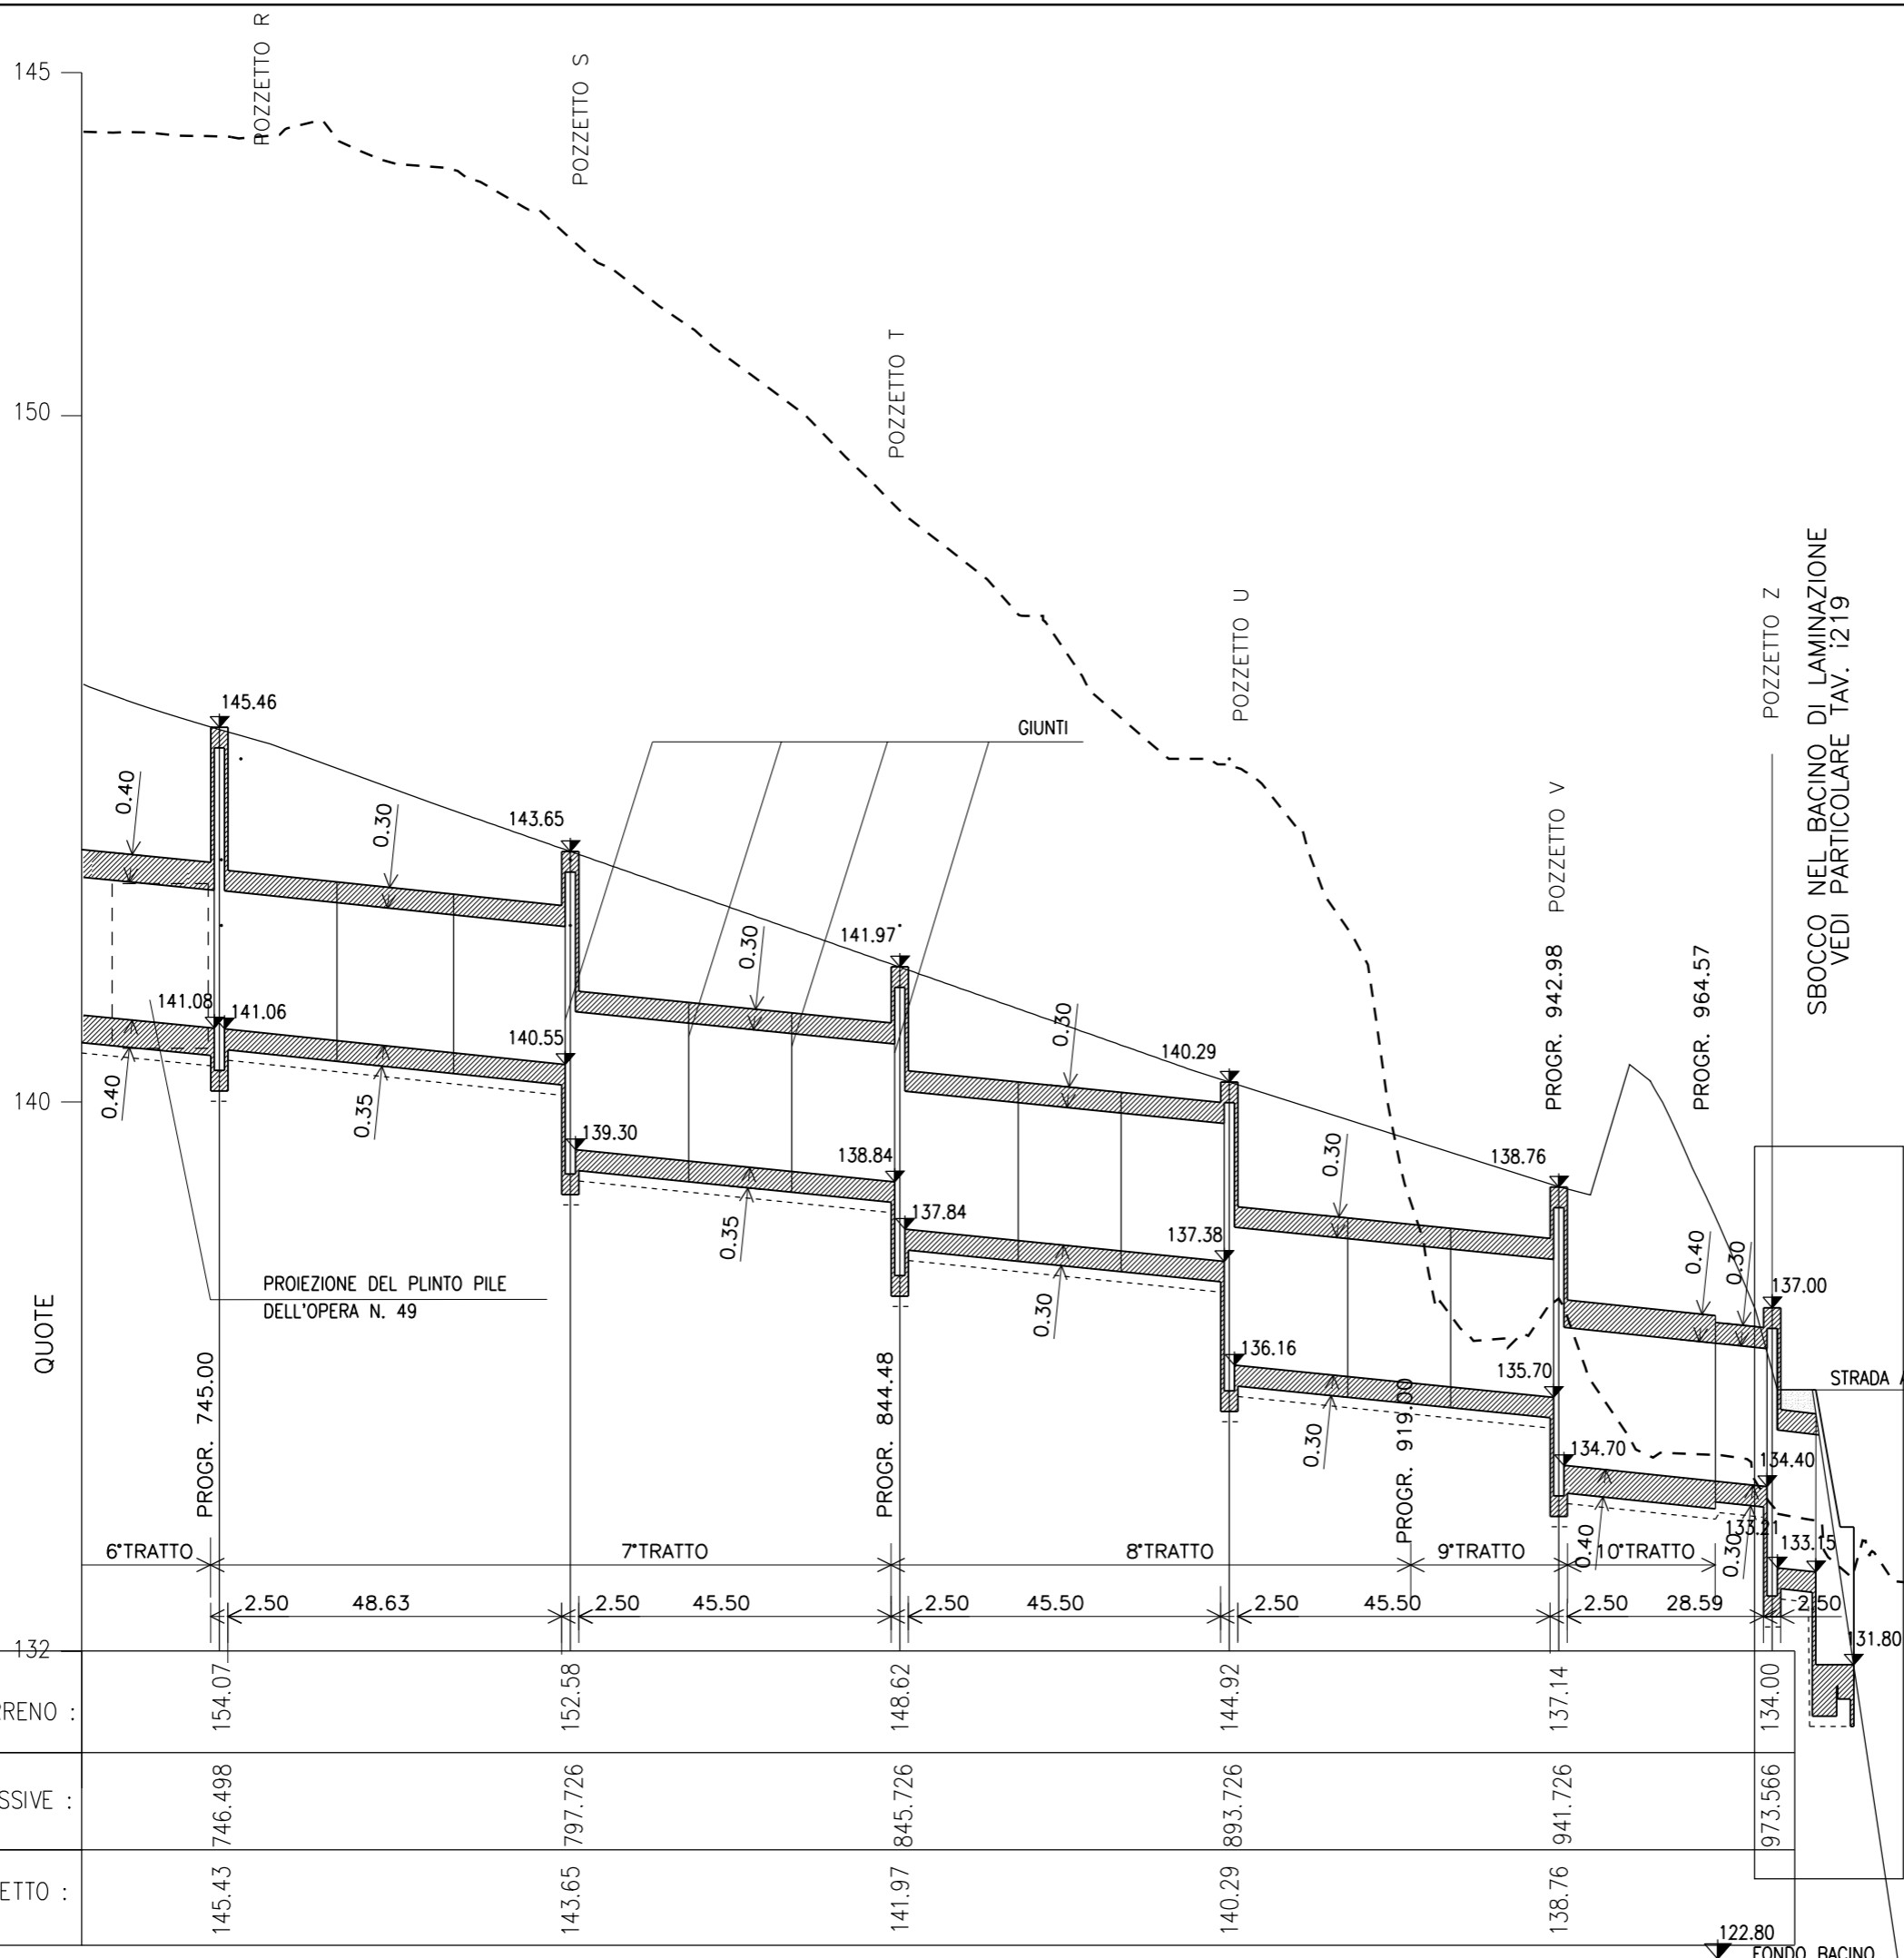 145
150
140
132
QUOTE
POZZETTO R
POZZETTO S
POZZETTO T
POZZETTO U
POZZETTO V
POZZETTO Z
SBOCCO NEL BACINO DI LAMINAZIONE
VEDI PARTICOLARE TAV. i219
145.46
GIUNTI
0.40
0.30
143.65
0.30
141.97
0.30
140.29
141.08
141.06
140.55
0.40
0.35
139.30
138.84
0.35
137.84
137.38
0.30
0.30
138.76
PROGR. 942.98
PROGR. 964.57
0.40
0.30
137.00
PROIEZIONE DEL PLINTO PILE
DELL'OPERA N. 49
136.16
135.70
0.30
STRADA
134.70
134.40
0.40
0.30
133.21
133.15
131.80
PROGR. 745.00
PROGR. 844.48
PROGR. 919.00
6°TRATTO
7°TRATTO
8°TRATTO
9°TRATTO
10°TRATTO
2.50
48.63
2.50
45.50
2.50
45.50
2.50
45.50
2.50
28.59
2.50
RRENO :
154.07
152.58
148.62
144.92
137.14
134.00
SSIVE :
746.498
797.726
845.726
893.726
941.726
973.566
ETTO :
145.43
143.65
141.97
140.29
138.76
122.80
FONDO BACINO